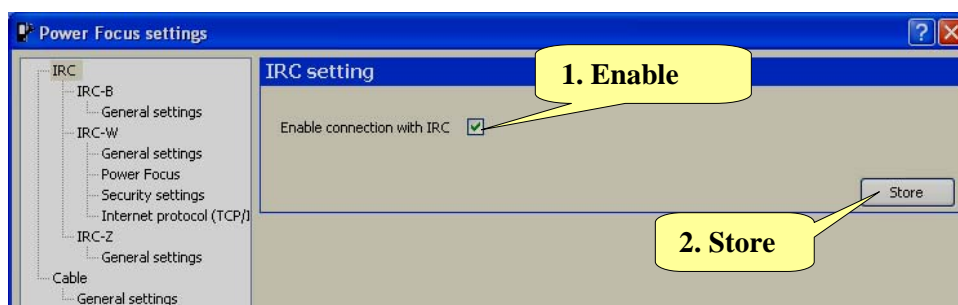 Power Focus settings
IRC
IRC-B
General settings
IRC-W
General settings
Power Focus
Security settings
Internet protocol (TCP/I
IRC-Z
General settings
Cable
General settings
IRC setting
1. Enable
Enable connection with IRC
Store
2. Store